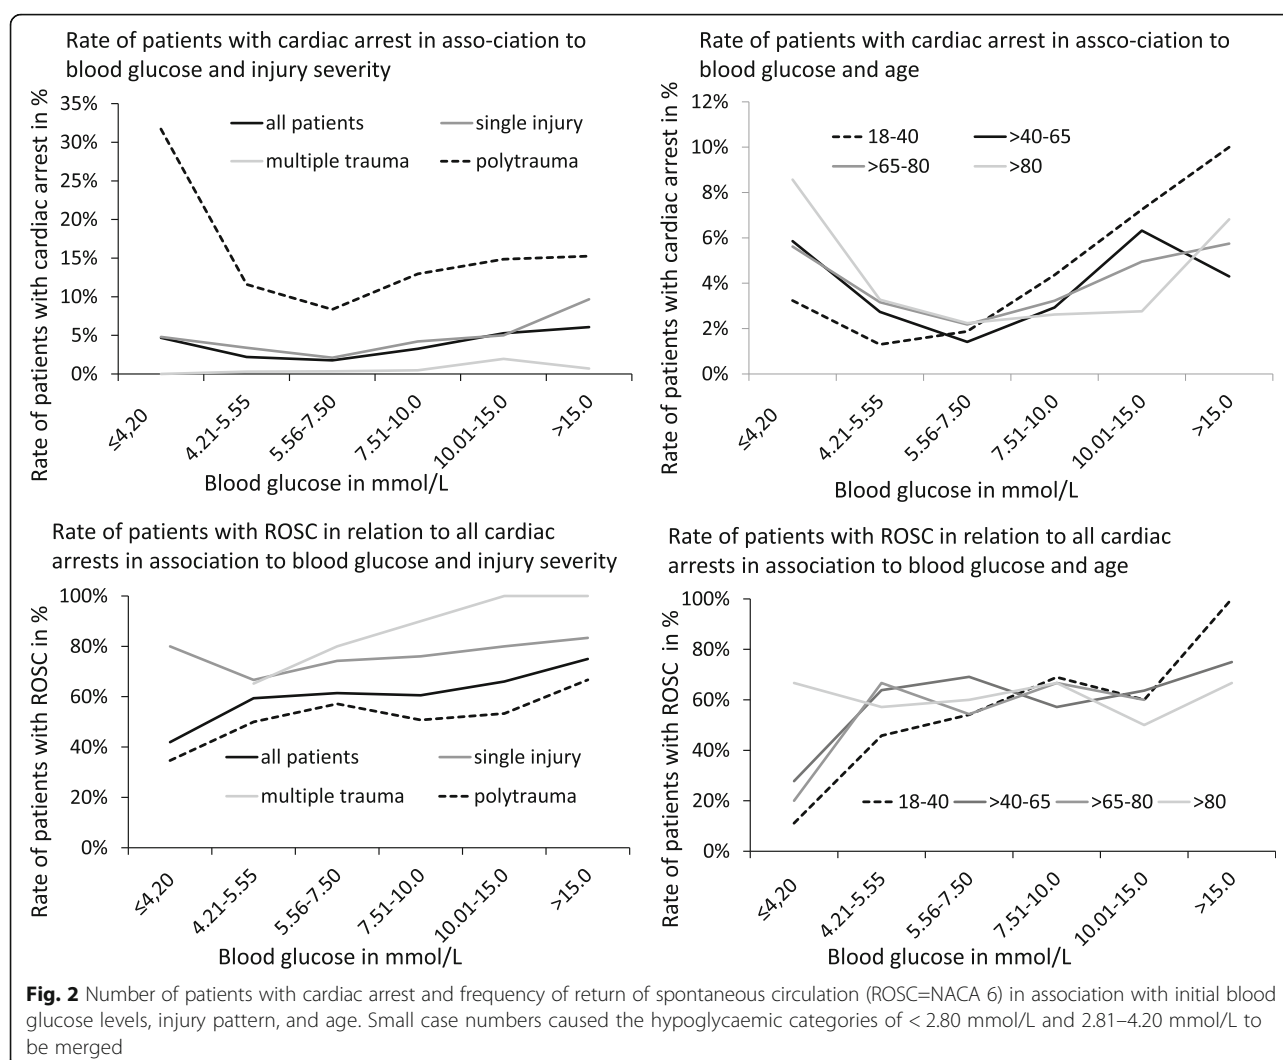 Rate of patients with cardiac arrest in asso-ciation to
blood glucose and injury severity
Rate of patients with cardiac arrest in %
35%
30%
25%
20%
15%
10%
5%
0%
all patients
single injury
multiple trauma
polytrauma
≤4,20
4.21-5.55
5.56-7.50
7.51-10.0
10.01-15.0
>15.0
Blood glucose in mmol/L
Rate of patients with cardiac arrest in assco-ciation to
blood glucose and age
Rate of patients with cardiac arrest in %
12%
10%
8%
6%
4%
2%
0%
18-40
>40-65
>65-80
>80
≤4,20
4.21-5.55
5.56-7.50
7.51-10.0
10.01-15.0
>15.0
Blood glucose in mmol/L
Rate of patients with ROSC in relation to all cardiac
arrests in association to blood glucose and injury severity
Rate of patients with ROSC in %
100%
80%
60%
40%
20%
0%
all patients
single injury
multiple trauma
polytrauma
≤4,20
4.21-5.55
5.56-7.50
7.51-10.0
10.01-15.0
>15.0
Blood glucose in mmol/L
Rate of patients with ROSC in relation to all cardiac
arrests in association to blood glucose and age
Rate of patients with ROSC in %
100%
80%
60%
40%
20%
0%
18-40
>40-65
>65-80
>80
≤4,20
4.21-5.55
5.56-7.50
7.51-10.0
10.01-15.0
>15.0
Blood glucose in mmol/L
Fig. 2 Number of patients with cardiac arrest and frequency of return of spontaneous circulation (ROSC=NACA 6) in association with initial blood
glucose levels, injury pattern, and age. Small case numbers caused the hypoglycaemic categories of < 2.80 mmol/L and 2.81–4.20 mmol/L to
be merged